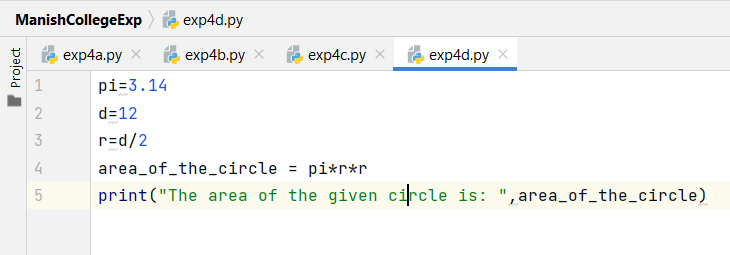 ManishCollegeExp exp4d.py
Project
exp4a.py exp4b.py exp4c.py exp4d.py
1 pi=3.14
2 d=12
3 r=d/2
4 area_of_the_circle = pi*r*r
5 print("The area of the given circle is: ",area_of_the_circle)